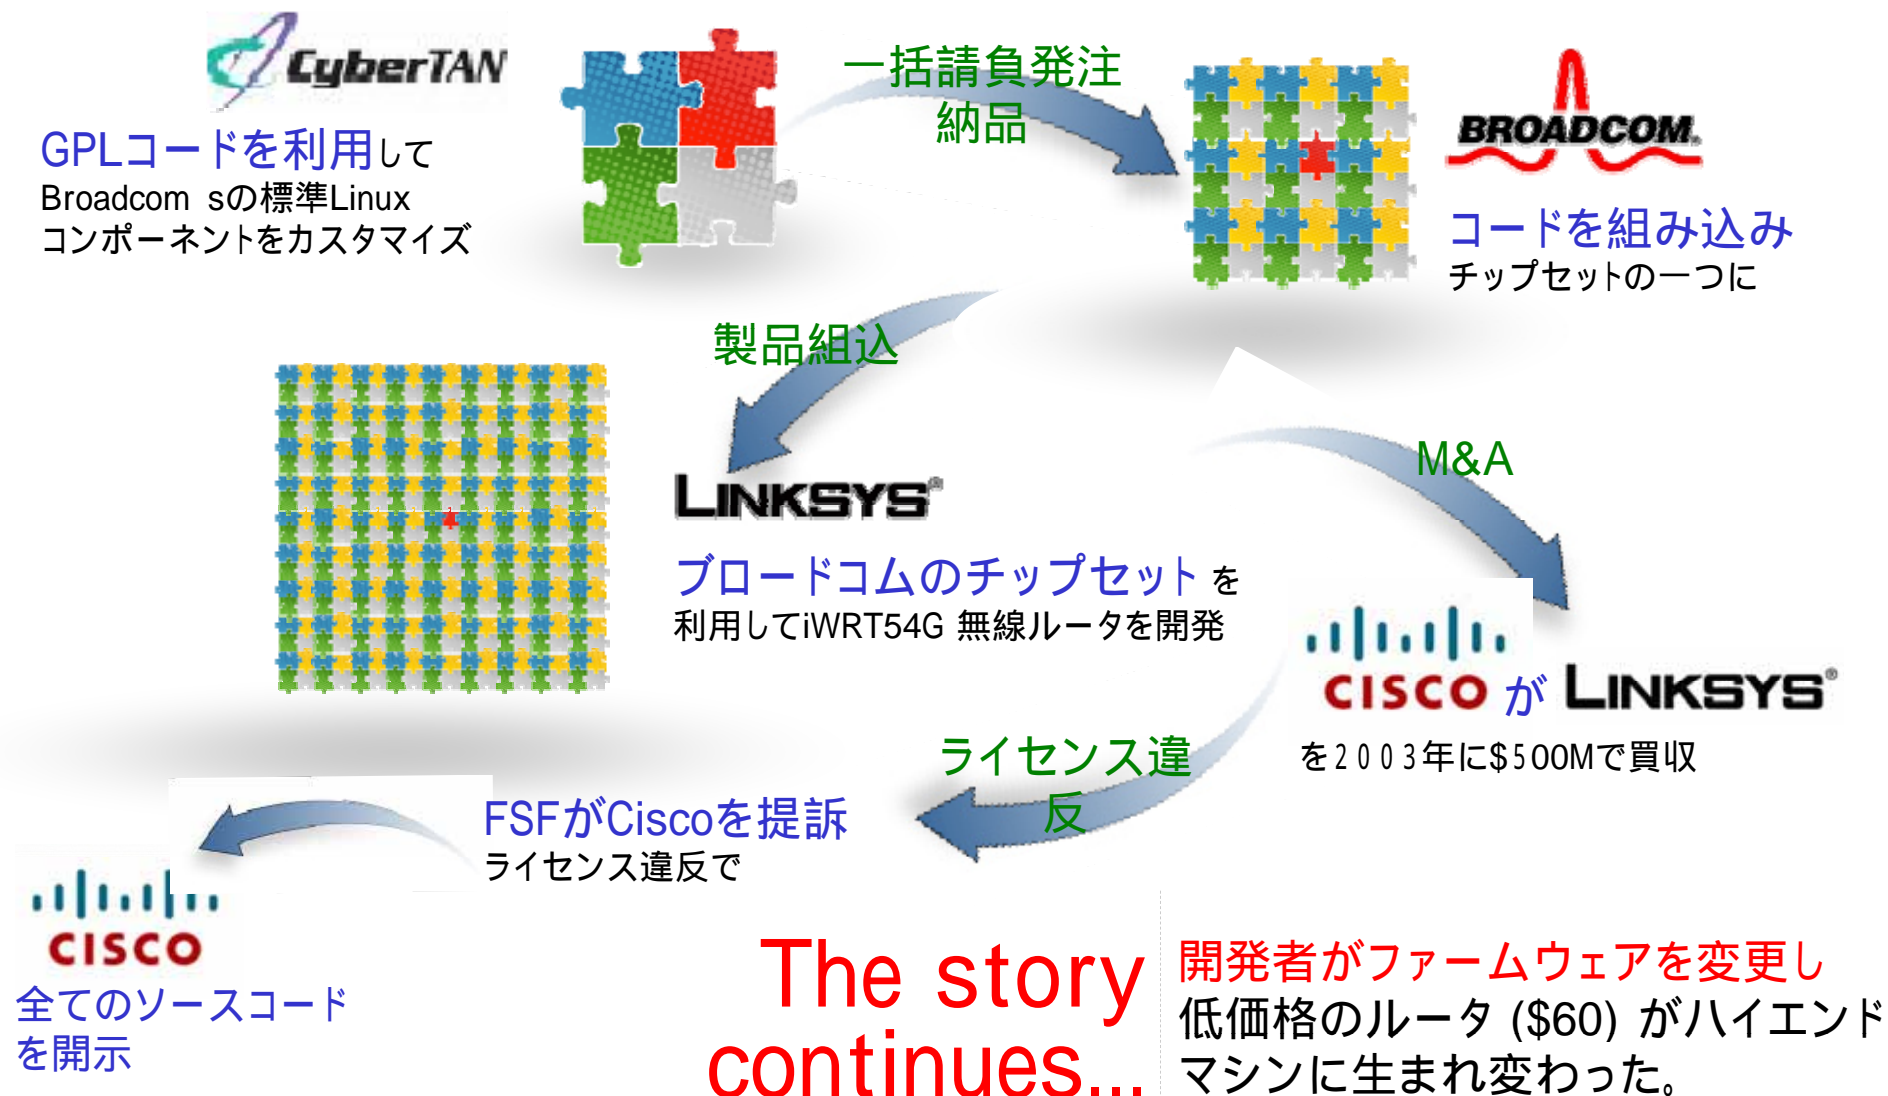 CyberTAN
GPLコードを利用して
Broadcom sの標準Linux
コンポーネントをカスタマイズ
一括請負発注
納品
BROADCOM.
コードを組み込み
チップセットの一つに
製品組込
LINKSYS®
ブロードコムのチップセット を
利用してiWRT54G 無線ルータを開発
M&A
CISCO が LINKSYS®
を2003年に$500Mで買収
ライセンス違
反
FSFがCiscoを提訴
ライセンス違反で
CISCO
全てのソースコード
を開示
The story
continues...
開発者がファームウェアを変更し
低価格のルータ ($60) がハイエンド
マシンに生まれ変わった。